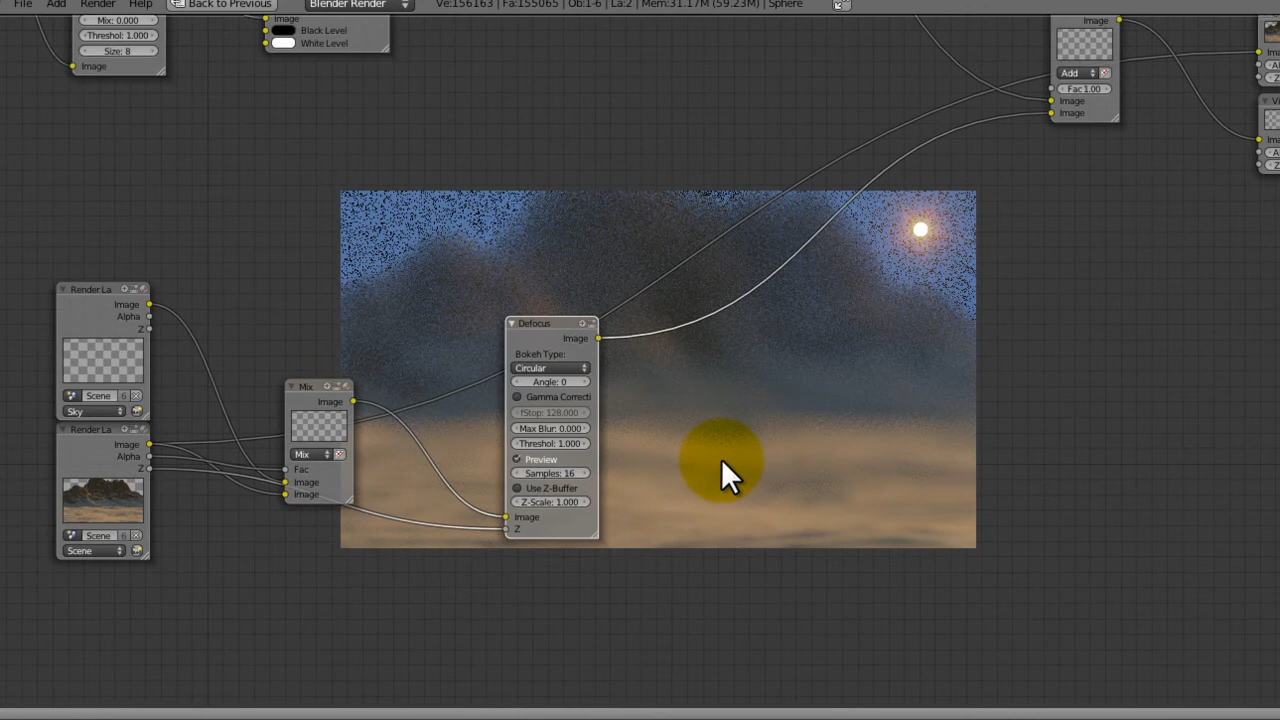 File Add Render Help Back to Previous Blender Render Ve:156163 | Fa:155065 | Ob:1-6 | La:2 | Mem:31.17M (59.23M) | Sphere
Mix: 0.000
Threshol: 1.000
Size: 8
Image
Image
Black Level
White Level
Image
Add
Fac 1.00
Image
Image
Render La
Image
Alpha
Z
Scene 6
Sky
Render La
Image
Alpha
Z
Scene 6
Scene
Mix
Image
Mix
Fac
Image
Image
Defocus
Image
Bokeh Type:
Circular
Angle: 0
Gamma Correcti
fStop: 128.000
Max Blur: 0.000
Threshol: 1.000
Preview
Samples: 16
Use Z-Buffer
Z-Scale: 1.000
Image
Z